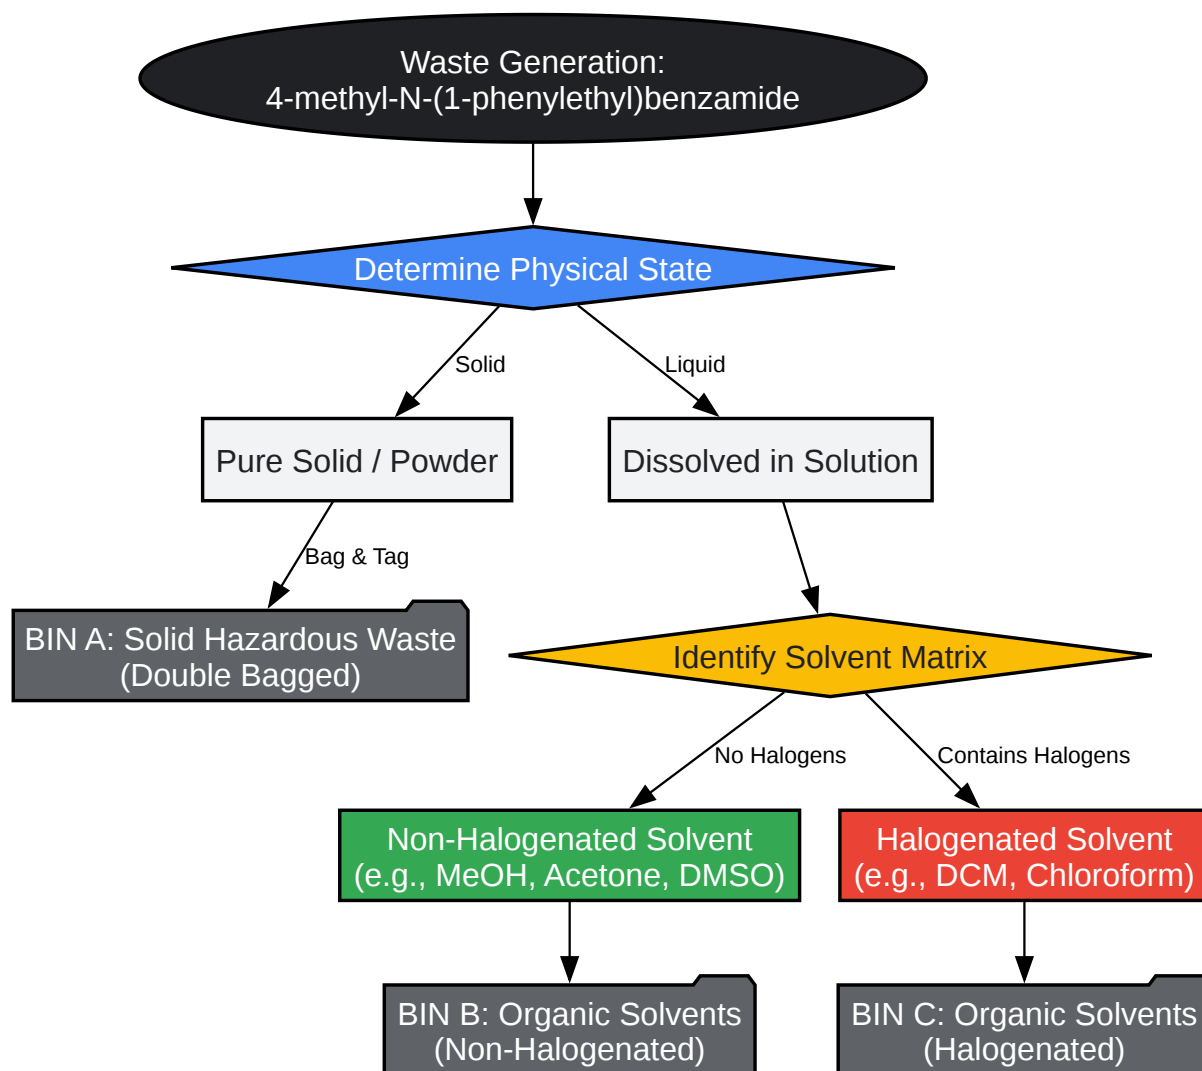 Waste Generation:
4-methyl-N-(1-phenylethyl)benzamide
Determine Physical State
Solid
Liquid
Pure Solid / Powder
Dissolved in Solution
Bag & Tag
BIN A: Solid Hazardous Waste
(Double Bagged)
Identify Solvent Matrix
No Halogens
Contains Halogens
Non-Halogenated Solvent
(e.g., MeOH, Acetone, DMSO)
Halogenated Solvent
(e.g., DCM, Chloroform)
BIN B: Organic Solvents
(Non-Halogenated)
BIN C: Organic Solvents
(Halogenated)